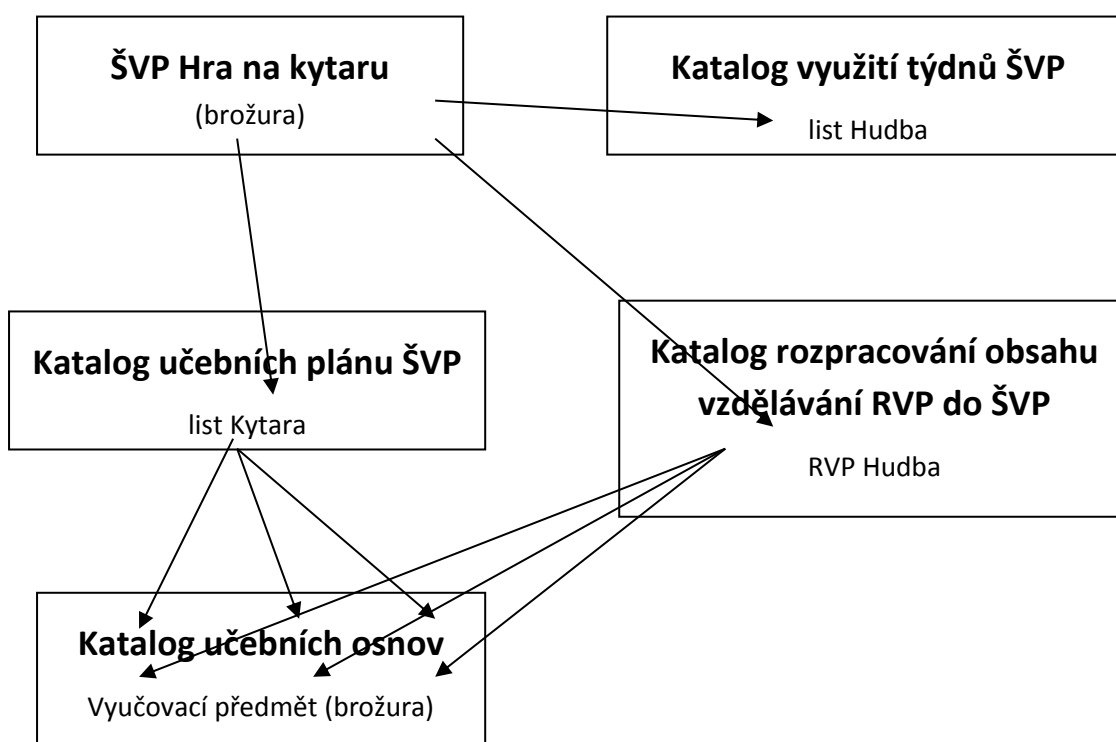 ŠVP Hra na kytaru
(brožura)
Katalog využití týdnů ŠVP
list Hudba
Katalog učebních plánu ŠVP
list Kytara
Katalog rozpracování obsahu
vzdělávání RVP do ŠVP
RVP Hudba
Katalog učebních osnov
Vyučovací předmět (brožura)